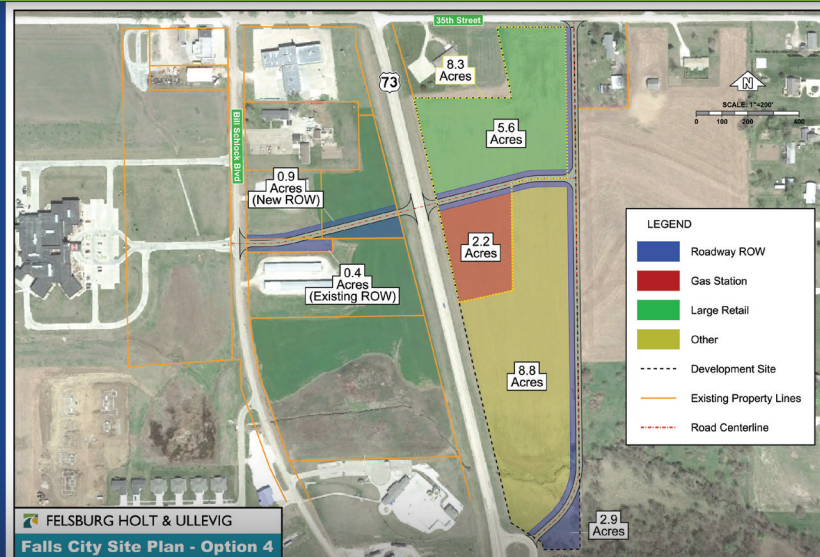 35th Street
8.3
Acres
73
N
SCALE: 1"=200'
100 0 100 200 400
5.6
Acres
Bill Schlock Blvd
0.9
Acres
(New ROW)
2.2
Acres
0.4
Acres
(Existing ROW)
8.8
Acres
2.9
Acres
LEGEND
Roadway ROW
Gas Station
Large Retail
Other
Development Site
Existing Property Lines
Road Centerline
FELSBURG HOLT & ULLEVIG
Falls City Site Plan - Option 4